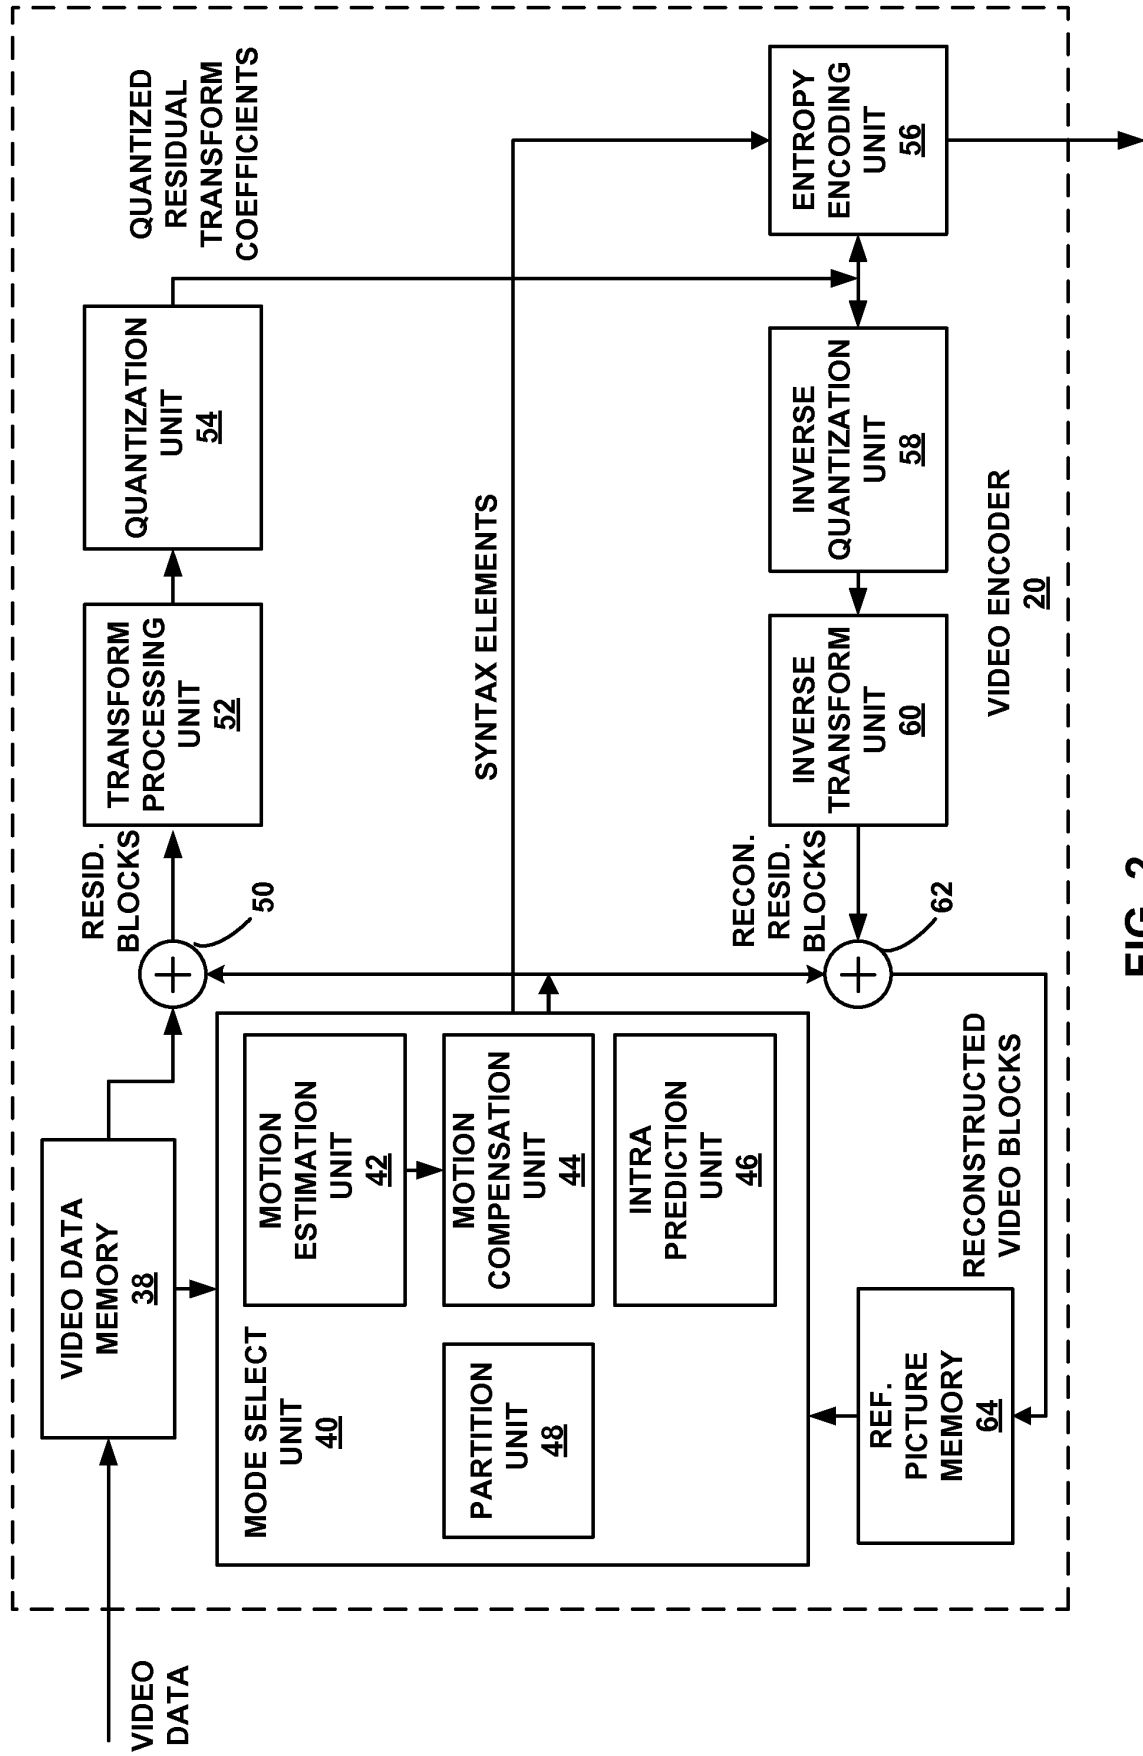 VIDEO
DATA
VIDEO DATA
MEMORY
38
RESID.
BLOCKS
50
TRANSFORM
PROCESSING
UNIT
52
QUANTIZATION
UNIT
54
QUANTIZED
RESIDUAL
TRANSFORM
COEFFICIENTS
MODE SELECT
UNIT
40
MOTION
ESTIMATION
UNIT
42
MOTION
COMPENSATION
UNIT
44
INTRA
PREDICTION
UNIT
46
PARTITION
UNIT
48
SYNTAX ELEMENTS
RECON.
RESID.
BLOCKS
62
INVERSE
TRANSFORM
UNIT
60
INVERSE
QUANTIZATION
UNIT
58
ENTROPY
ENCODING
UNIT
56
REF.
PICTURE
MEMORY
64
RECONSTRUCTED
VIDEO BLOCKS
VIDEO ENCODER
20
FIG. 2